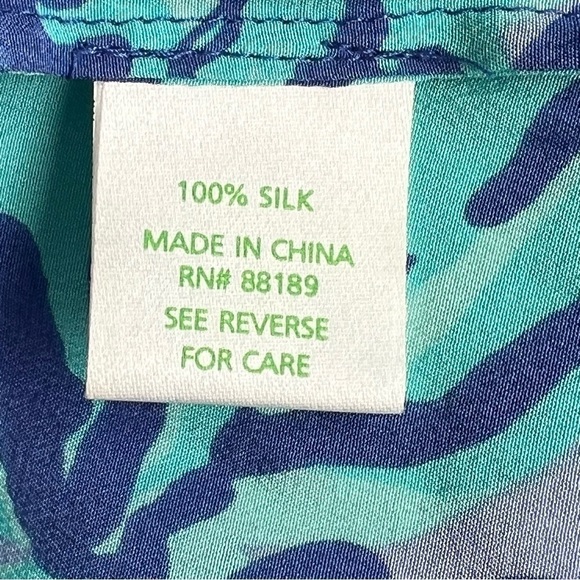 100% SILK
MADE IN CHINA
RN# 88189
SEE REVERSE
FOR CARE